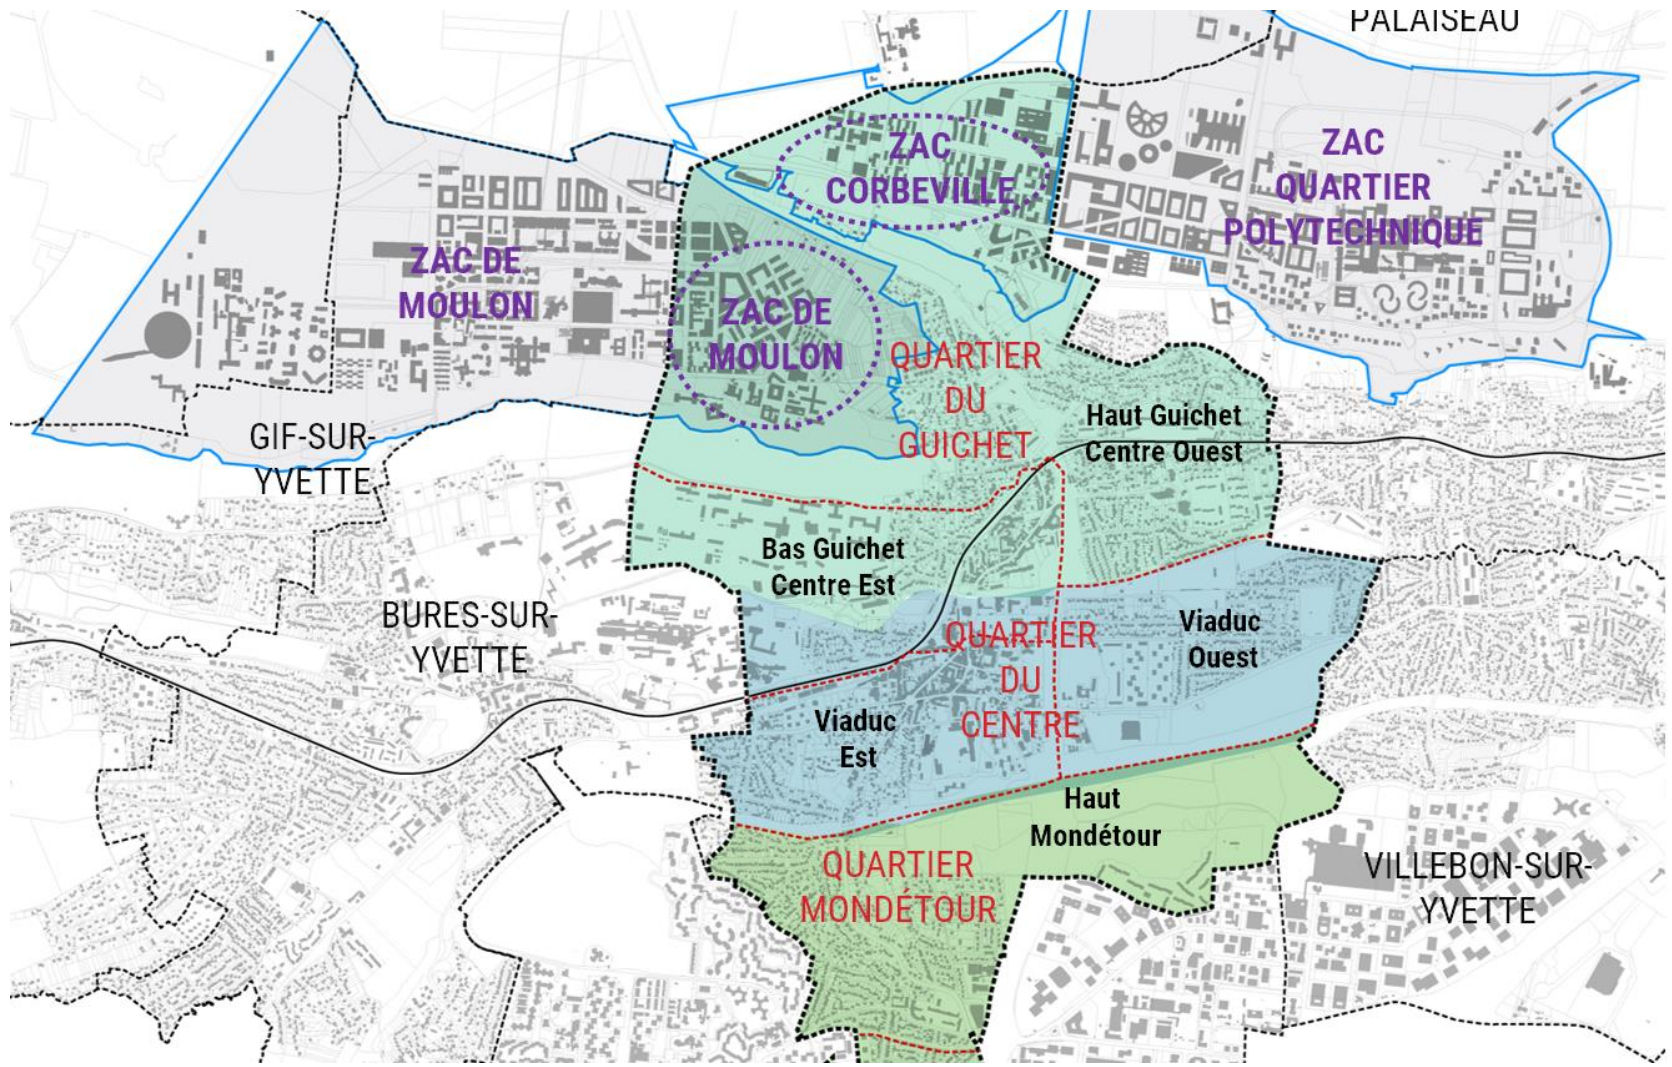 PALAISEAU
ZAC
CORBEVILLE
ZAC
QUARTIER
POLYTECHNIQUE
ZAC DE
MOULON
ZAC DE
MOULON
QUARTIER
DU
GUICHET
Haut Guichet
Centre Ouest
GIF-SUR-
YVETTE
Bas Guichet
Centre Est
BURES-SUR-
YVETTE
QUARTIER
DU
CENTRE
Viaduc
Ouest
Viaduc
Est
Haut
Mondétour
QUARTIER
MONDÉTOUR
VILLEBON-SUR-
YVETTE